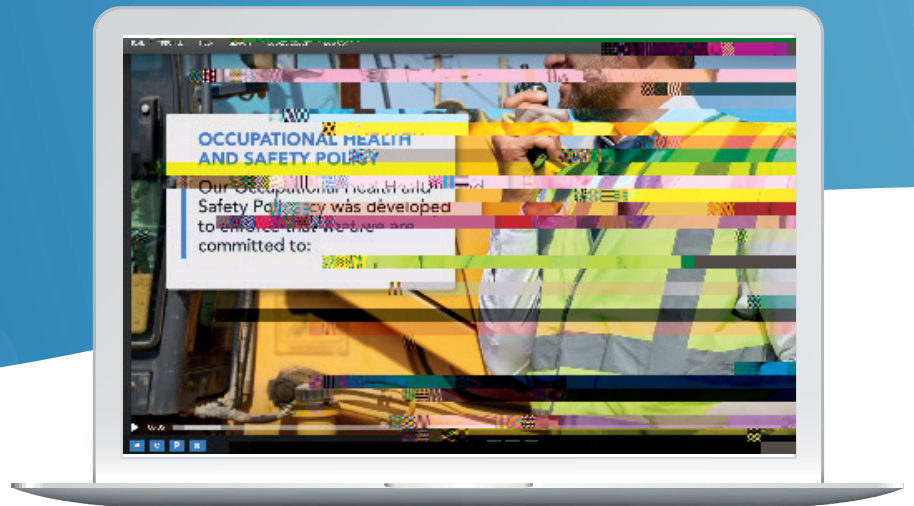 OCCUPATIONAL HEALTH
AND SAFETY POLICY
Our Occupational Health and
Safety Policy was developed
to enforce that we are
committed to: